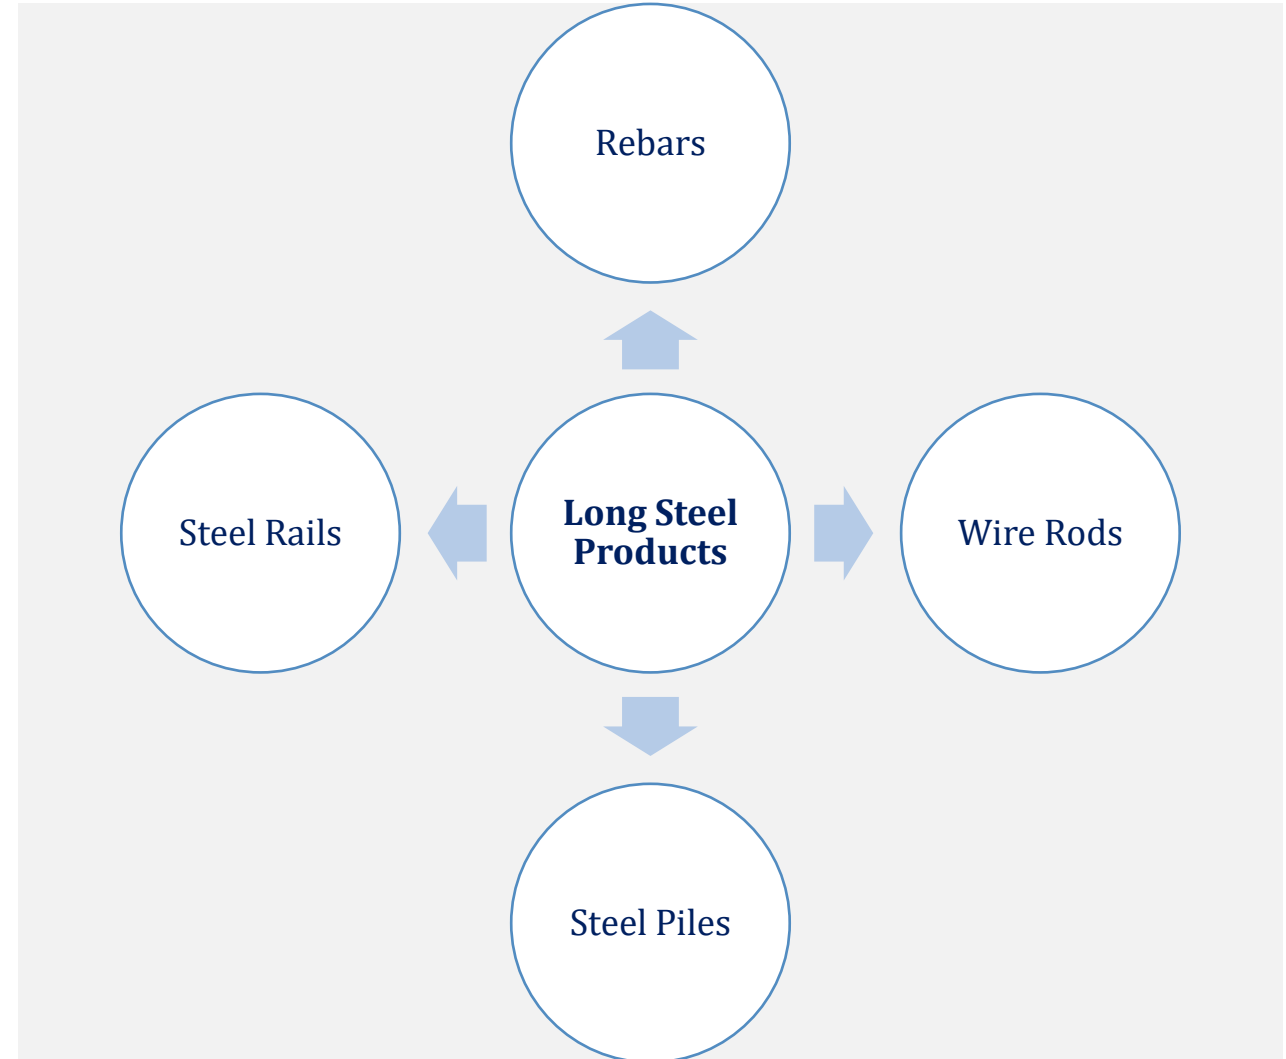 Rebars
Steel Rails
Long Steel
Products
Wire Rods
Steel Piles